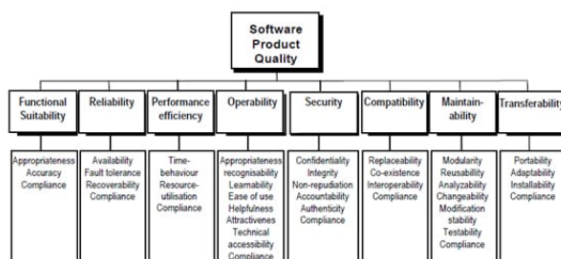 Software
Product
Quality
Functional
Suitability
Reliability
Performance
efficiency
Operability
Security
Compatibility
Maintain-
ability
Transferability
Appropriateness
Accuracy
Compliance
Availability
Fault tolerance
Recoverability
Compliance
Time-
behaviour
Resource-
utilisation
Compliance
Appropriateness
recognisability
Learnability
Ease of use
Helpfulness
Attractivenes
Technical
accessibility
Compliance
Confidentiality
Integrity
Non-repudiation
Accountability
Authenticity
Compliance
Replaceability
Co-existence
Interoperability
Compliance
Modularity
Reusability
Analyzability
Changeability
Modification
stability
Testability
Compliance
Portability
Adaptability
Installability
Compliance